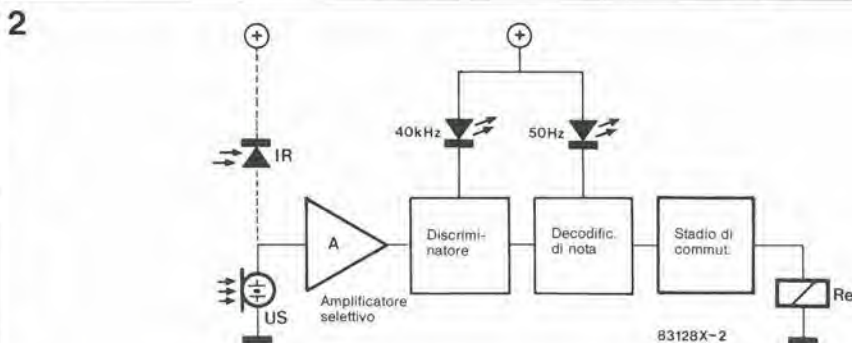 2
+
+
40kHz
50Hz
IR
A
Discrimi-
natore
Decodific.
di nota
Stadio di
commut.
Amplificatore
selettivo
US
Re
83128X-2